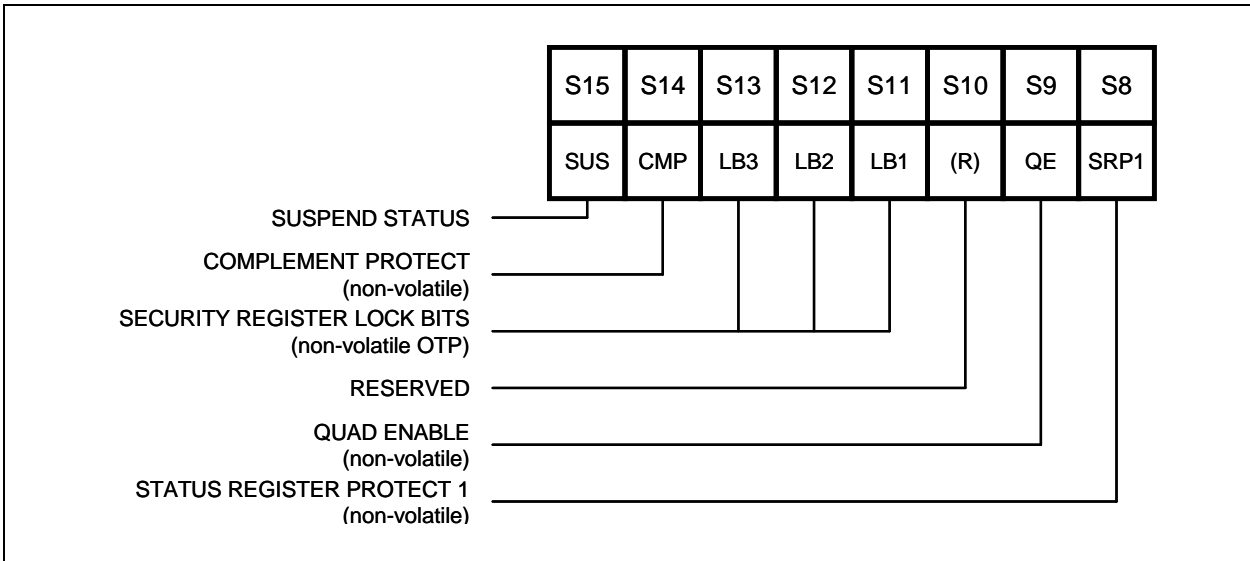 S15 S14 S13 S12 S11 S10 S9 S8
SUS CMP LB3 LB2 LB1 (R) QE SRP1
SUSPEND STATUS
COMPLEMENT PROTECT
(non-volatile)
SECURITY REGISTER LOCK BITS
(non-volatile OTP)
RESERVED
QUAD ENABLE
(non-volatile)
STATUS REGISTER PROTECT 1
(non-volatile)